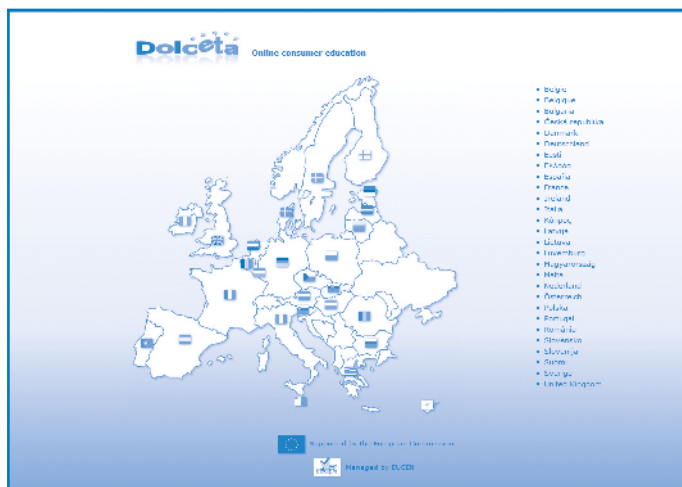 Dolceta
Online consumer education
België
Belgique
Bulgaria
Česká republika
Danmark
Deutschland
Eesti
Ελλάδα
España
France
Ireland
Italia
Κύπρος
Latvija
Lietuva
Luxemburg
Magyarország
Malta
Nederland
Österreich
Polska
Portugal
România
Slovensko
Slovenija
Suomi
Sverige
United Kingdom
Supported by the European Commission
EUCEN
Managed by EUCEN